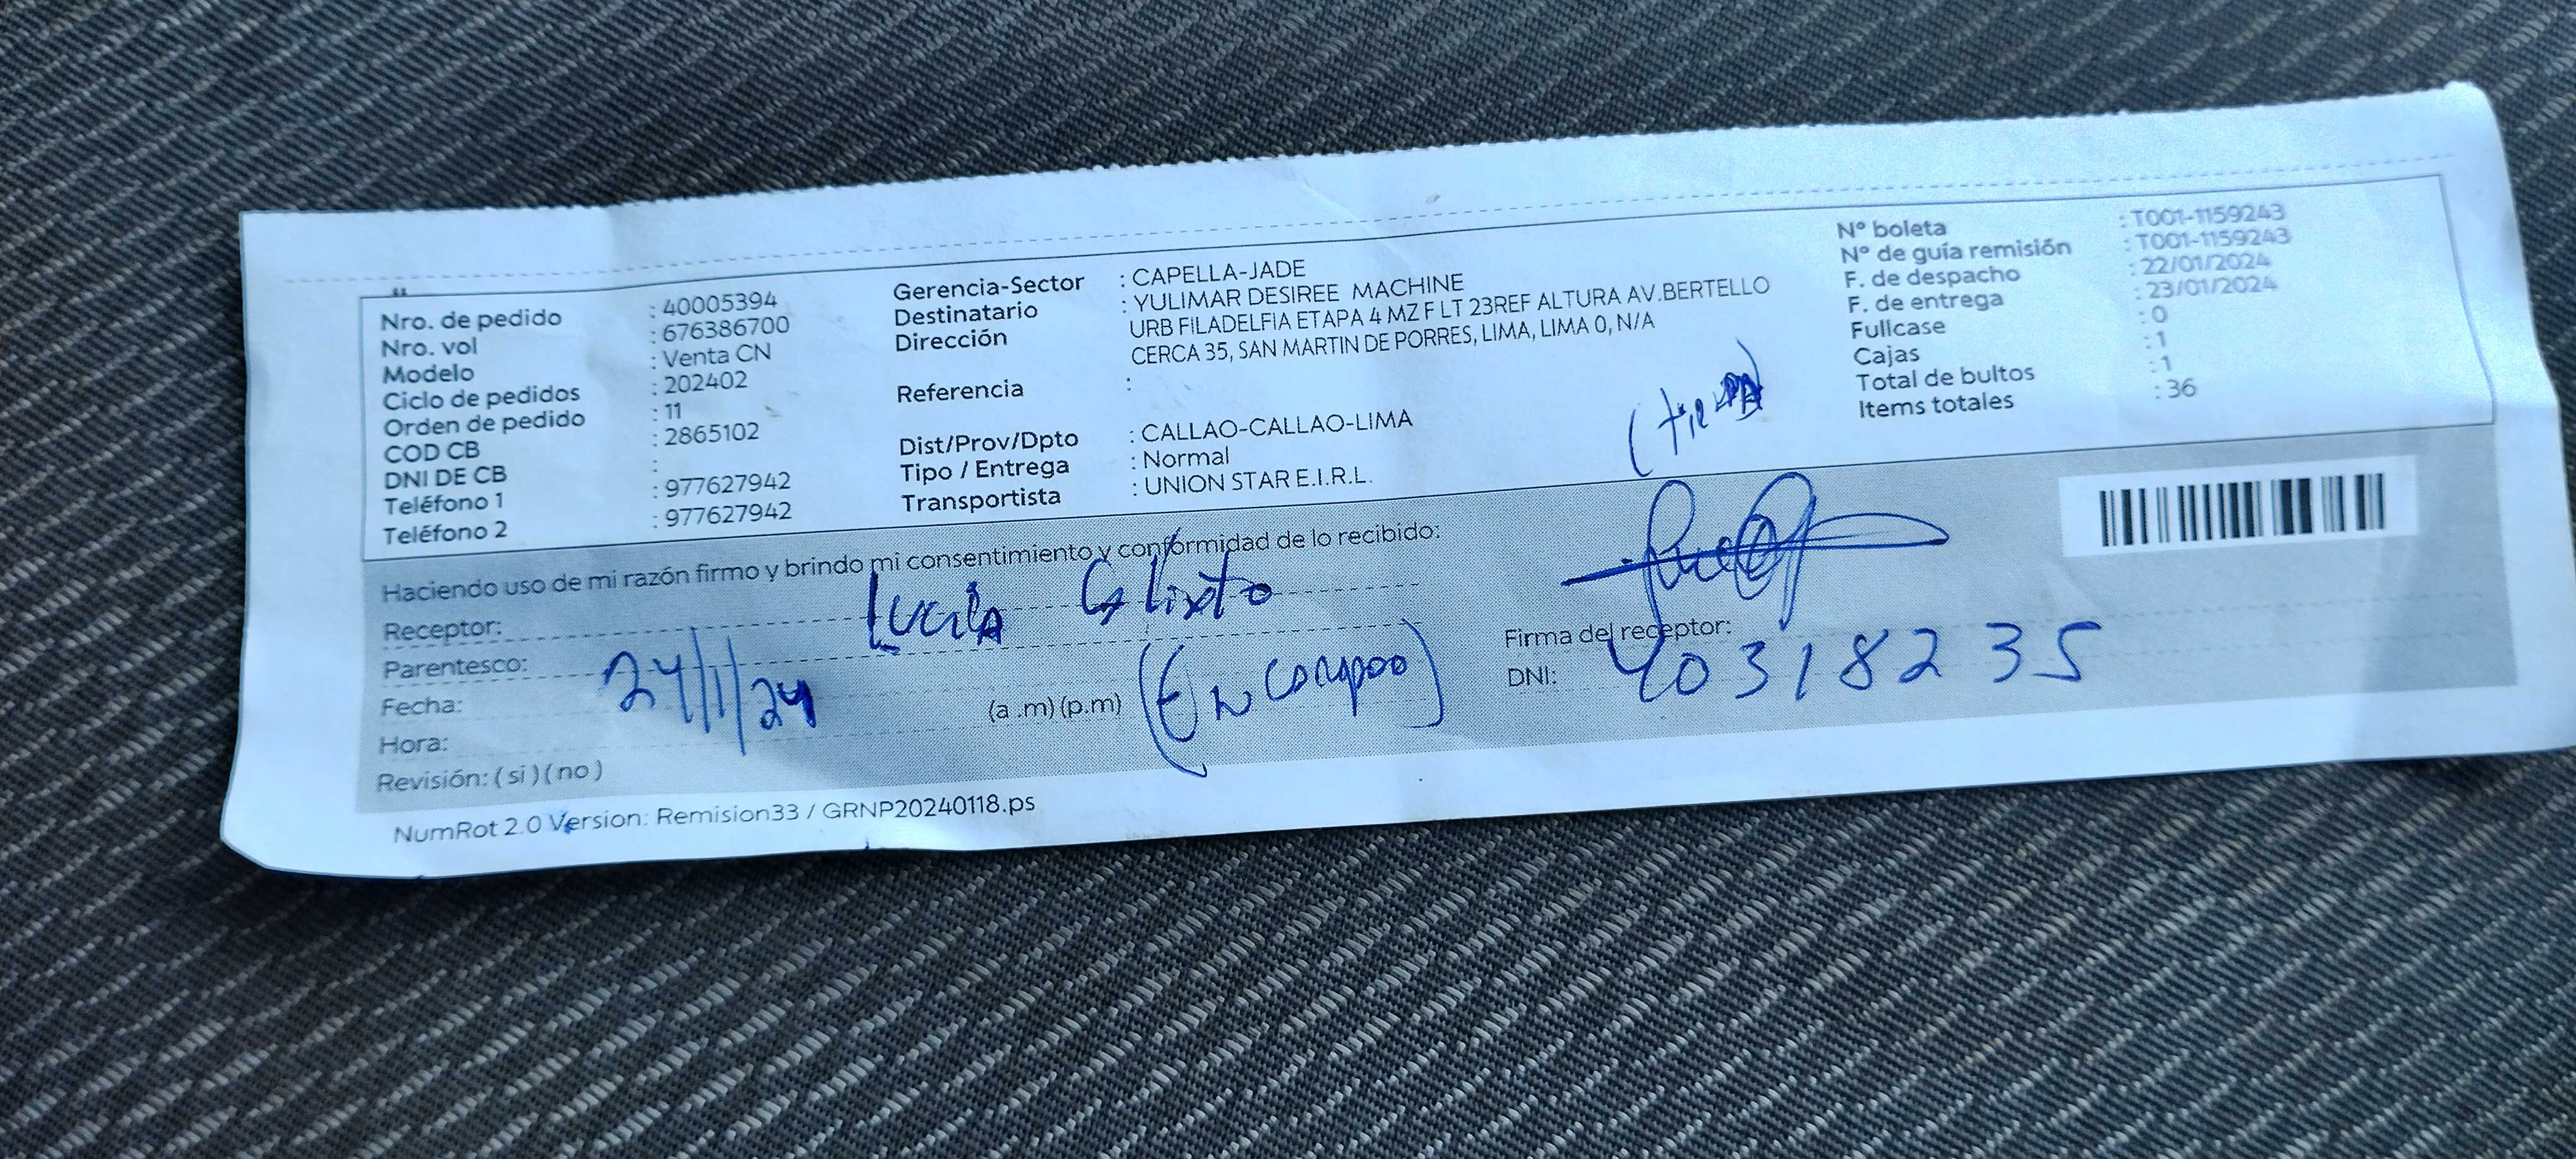 Nro. de pedido : 40005394
Nro. vol : 676386700
Modelo : Venta CN
Ciclo de pedidos : 202402
Orden de pedido : 11
COD CB : 2865102
DNI DE CB :
Teléfono 1 : 977627942
Teléfono 2 : 977627942
Gerencia-Sector : CAPELLA-JADE
Destinatario : YULIMAR DESIREE MACHINE
Dirección URB FILADELFIA ETAPA 4 MZ F LT 23REF ALTURA AV.BERTELLO
CERCA 35, SAN MARTIN DE PORRES, LIMA, LIMA 0, N/A
Referencia :
Dist/Prov/Dpto : CALLAO-CALLAO-LIMA
Tipo / Entrega : Normal
Transportista : UNION STAR E.I.R.L.
Nº boleta : T001-1159243
Nº de guía remisión : T001-1159243
F. de despacho : 22/01/2024
F. de entrega : 23/01/2024
Fullcase : 0
Cajas : 1
Total de bultos : 1
Items totales : 36
Haciendo uso de mi razón firmo y brindo mi consentimiento y conformidad de lo recibido:
Receptor: Lucila Calixto
Parentesco:
Fecha: 24/1/24
Hora: (a .m) (p.m)
Revisión: ( si ) ( no )
Firma del receptor:
DNI: 40318235
NumRot 2.0 Version: Remision33 / GRNP20240118.ps